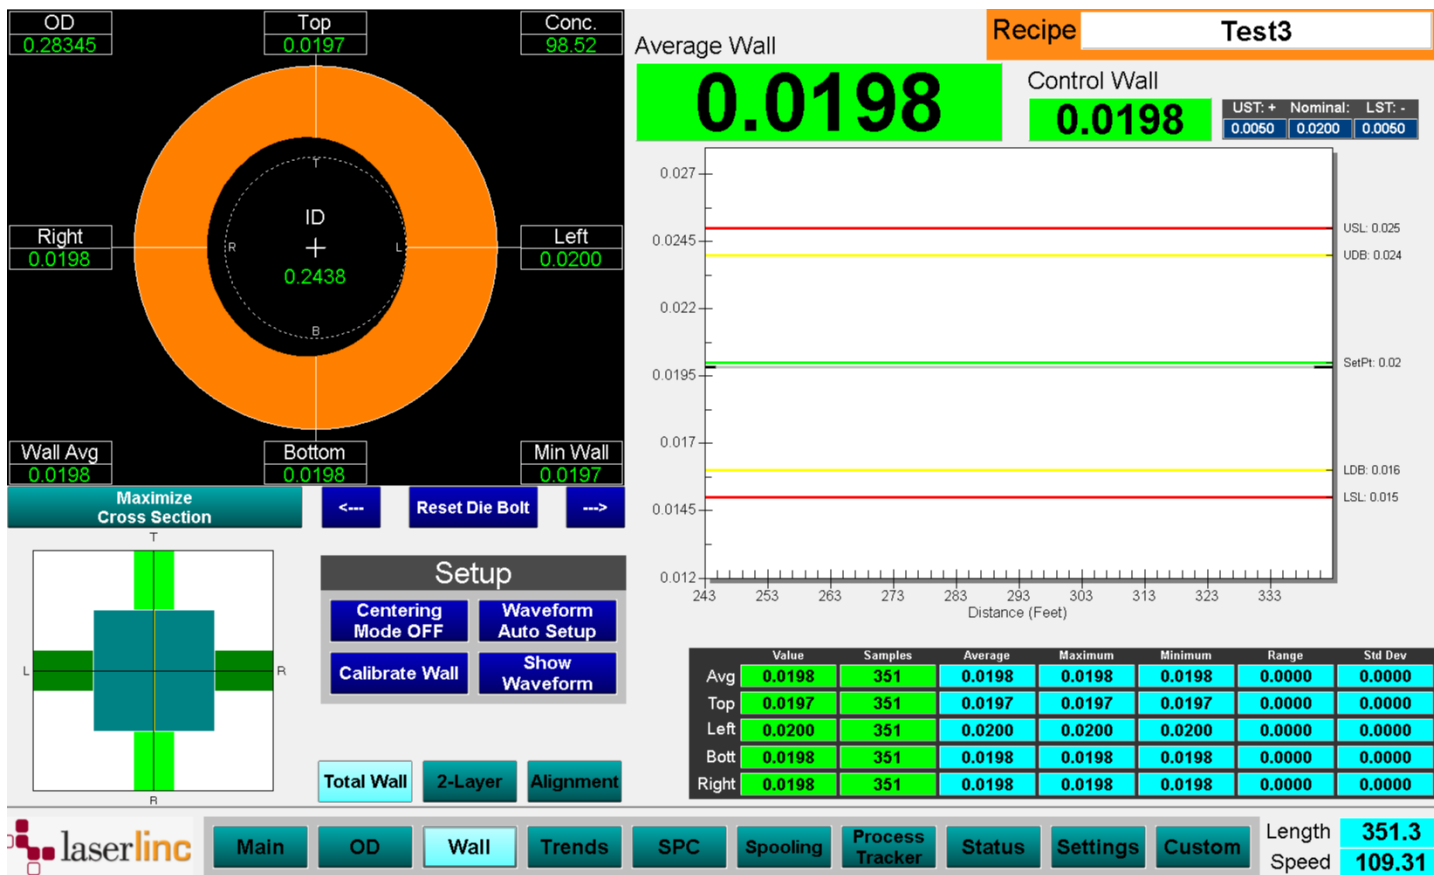 OD
0.28345
Top
0.0197
Conc.
98.52
T
ID
R
L
0.2438
B
Right
0.0198
Left
0.0200
Wall Avg
0.0198
Bottom
0.0198
Min Wall
0.0197
Maximize
Cross Section
<---
Reset Die Bolt
--->
T
L
R
R
Setup
Centering
Mode OFF
Waveform
Auto Setup
Calibrate Wall
Show
Waveform
Total Wall
2-Layer
Alignment
Recipe
Test3
Average Wall
0.0198
Control Wall
0.0198
UST: + Nominal: LST: -
0.0050 0.0200 0.0050
0.027
0.0245
0.022
0.0195
0.017
0.0145
0.012
USL: 0.025
UDB: 0.024
SetPt: 0.02
LDB: 0.016
LSL: 0.015
243 253 263 273 283 293 303 313 323 333
Distance (Feet)
Value Samples Average Maximum Minimum Range Std Dev
Avg 0.0198 351 0.0198 0.0198 0.0198 0.0000 0.0000
Top 0.0197 351 0.0197 0.0197 0.0197 0.0000 0.0000
Left 0.0200 351 0.0200 0.0200 0.0200 0.0000 0.0000
Bott 0.0198 351 0.0198 0.0198 0.0198 0.0000 0.0000
Right 0.0198 351 0.0198 0.0198 0.0198 0.0000 0.0000
laserlinc
Main
OD
Wall
Trends
SPC
Spooling
Process
Tracker
Status
Settings
Custom
Length 351.3
Speed 109.31